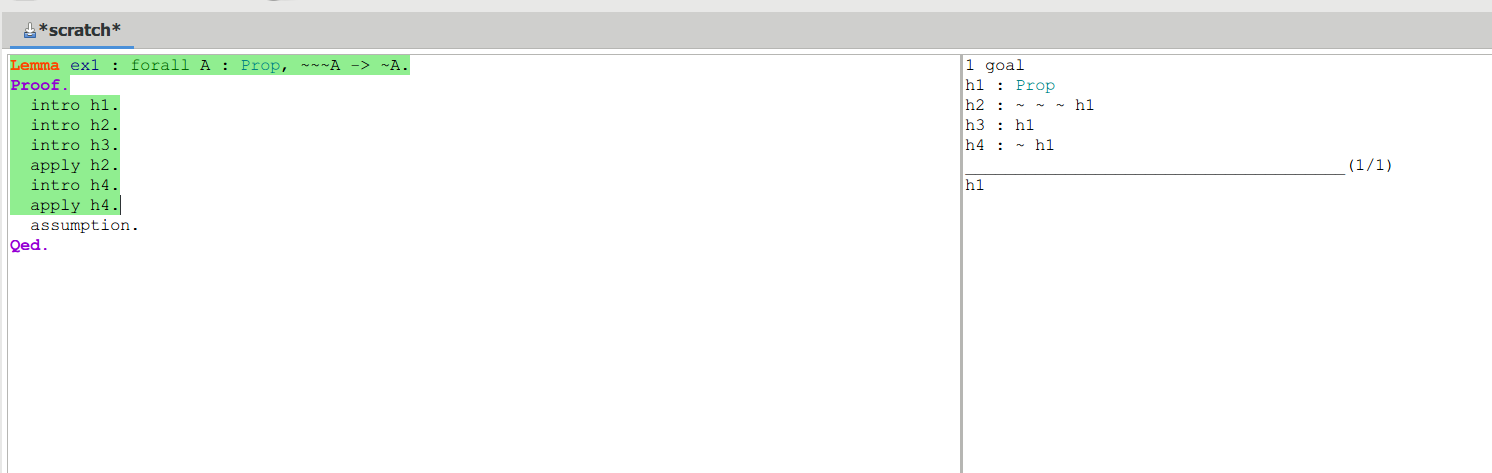 *scratch*
Lemma ex1 : forall A : Prop, ~~~A -> ~A.
Proof.
  intro h1.
  intro h2.
  intro h3.
  apply h2.
  intro h4.
  apply h4.
  assumption.
Qed.
1 goal
h1 : Prop
h2 : ~ ~ ~ h1
h3 : h1
h4 : ~ h1
______________________________________(1/1)
h1